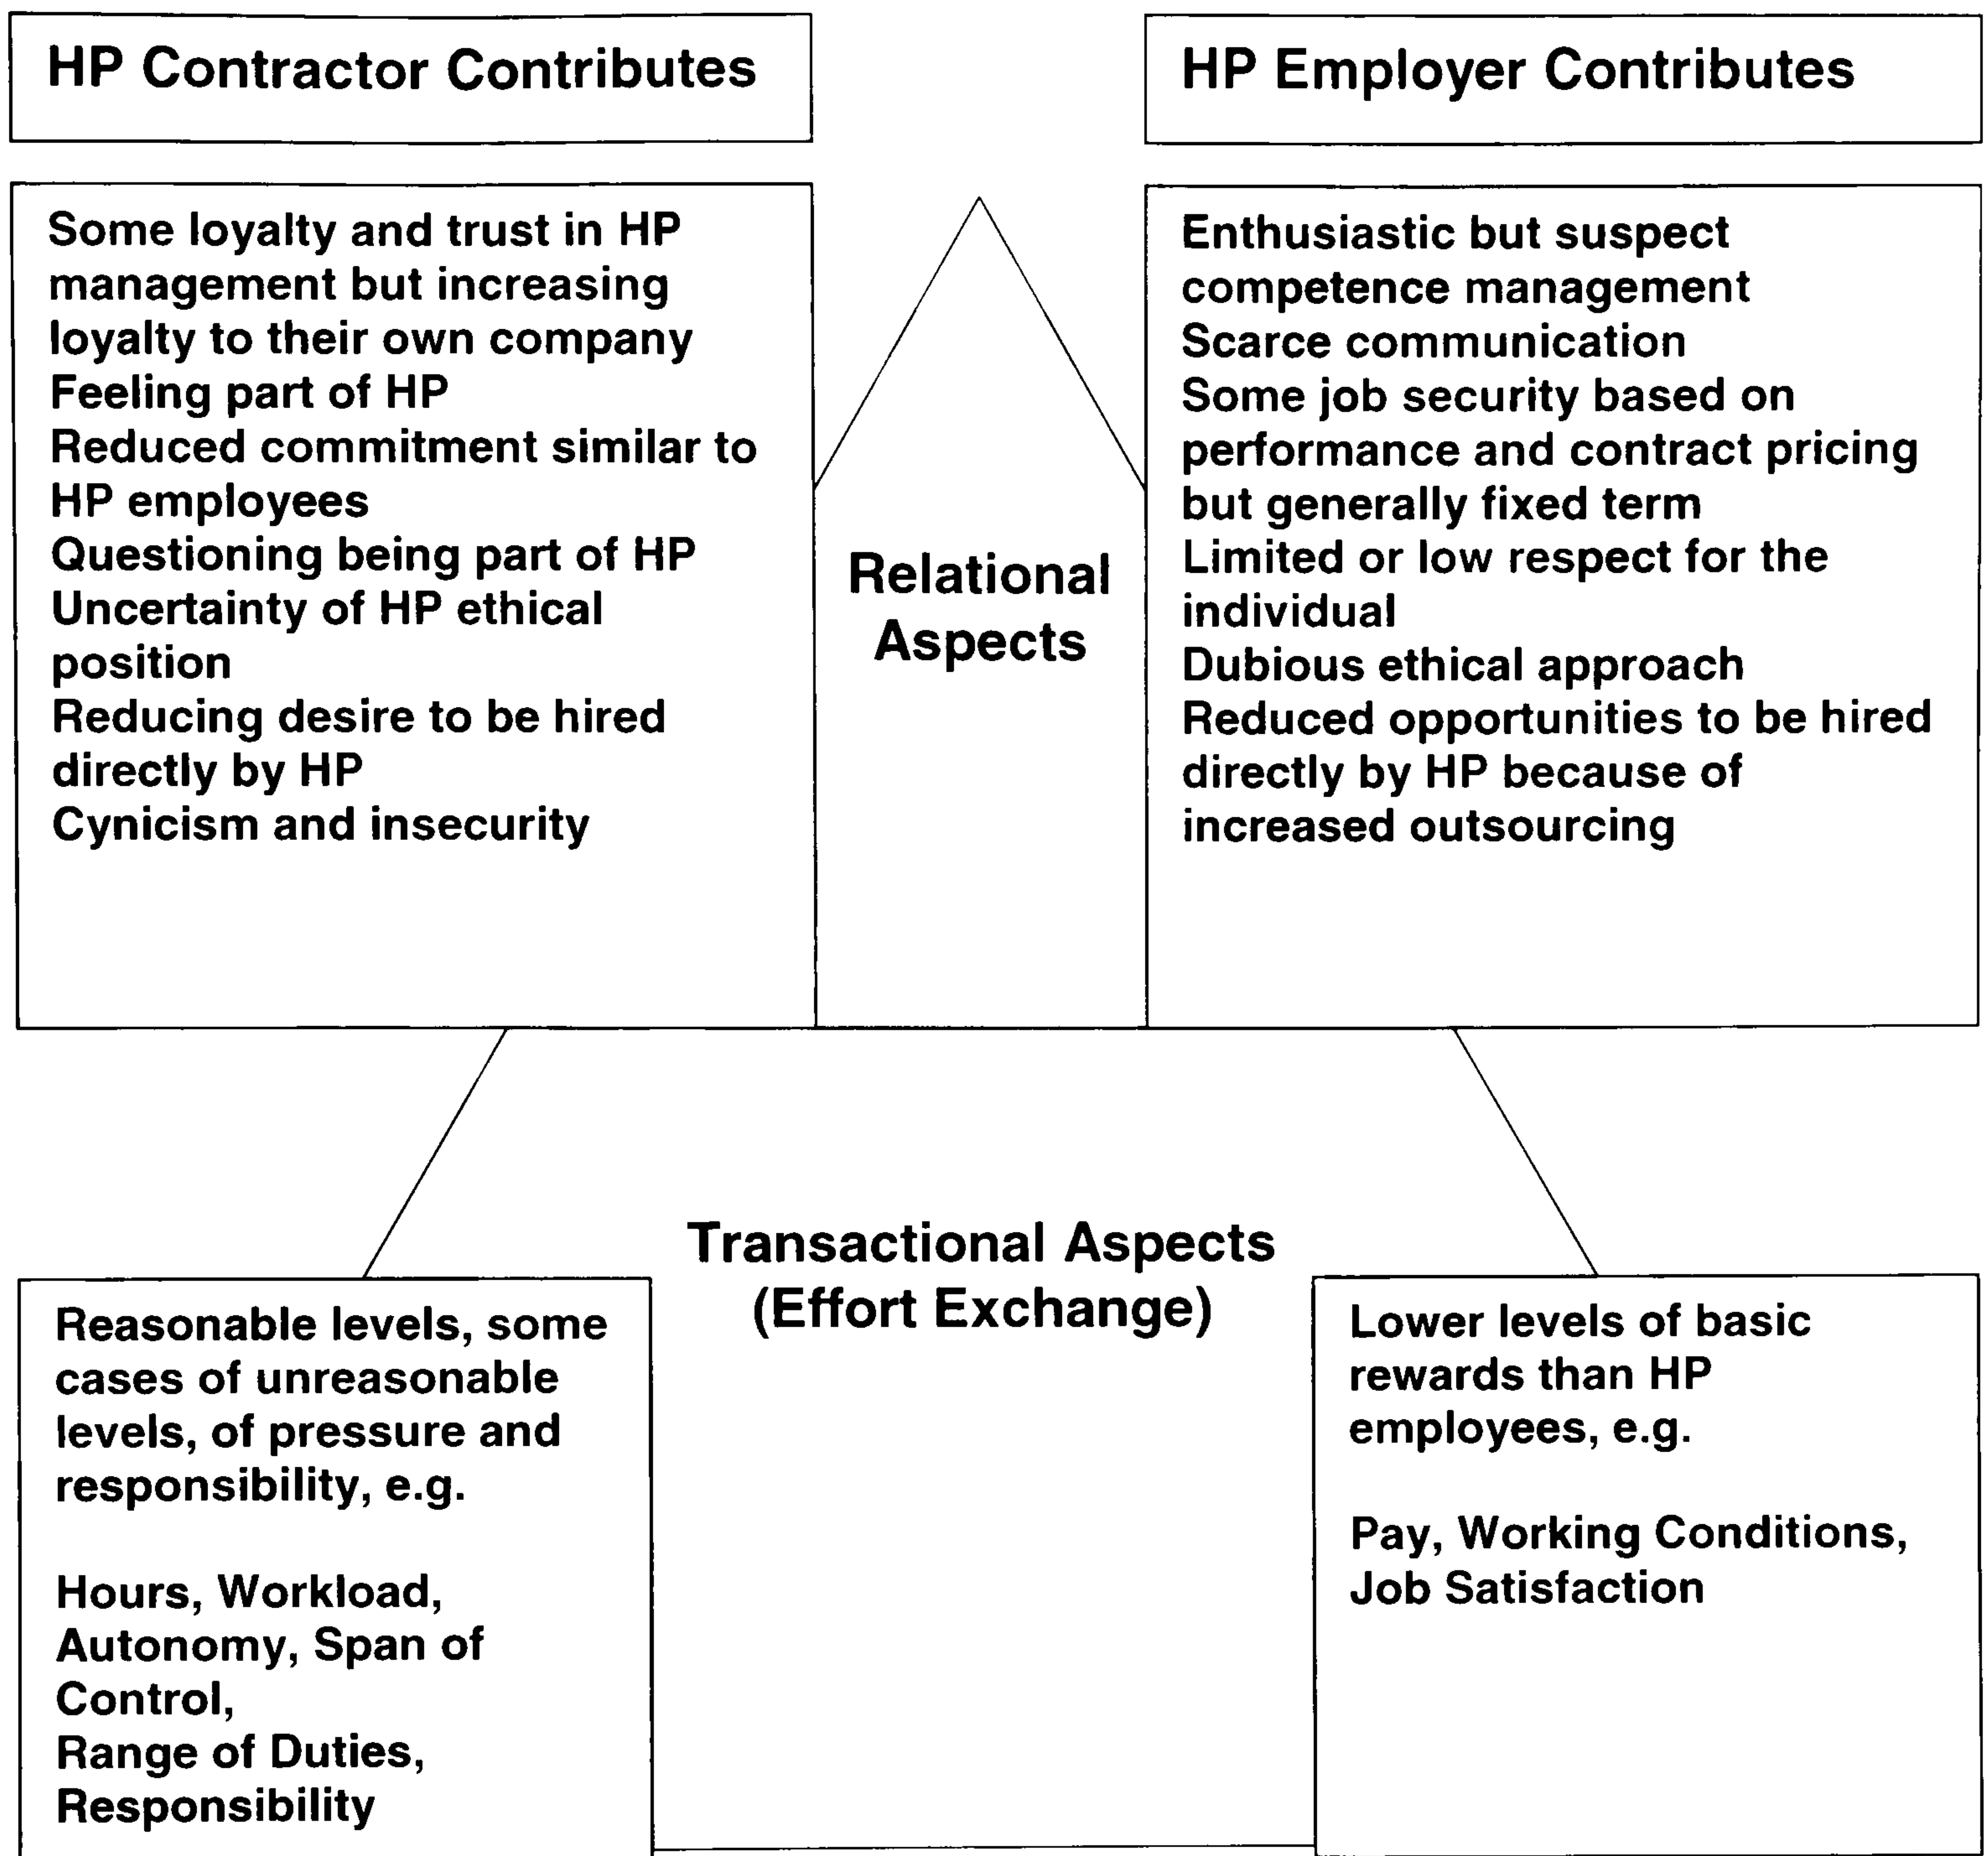 HP Contractor Contributes
HP Employer Contributes
Some loyalty and trust in HP
management but increasing
loyalty to their own company
Feeling part of HP
Reduced commitment similar to
HP employees
Questioning being part of HP
Uncertainty of HP ethical
position
Reducing desire to be hired
directly by HP
Cynicism and insecurity
Relational
Aspects
Enthusiastic but suspect
competence management
Scarce communication
Some job security based on
performance and contract pricing
but generally fixed term
Limited or low respect for the
individual
Dubious ethical approach
Reduced opportunities to be hired
directly by HP because of
increased outsourcing
Transactional Aspects
(Effort Exchange)
Reasonable levels, some
cases of unreasonable
levels, of pressure and
responsibility, e.g.
Hours, Workload,
Autonomy, Span of
Control,
Range of Duties,
Responsibility
Lower levels of basic
rewards than HP
employees, e.g.
Pay, Working Conditions,
Job Satisfaction